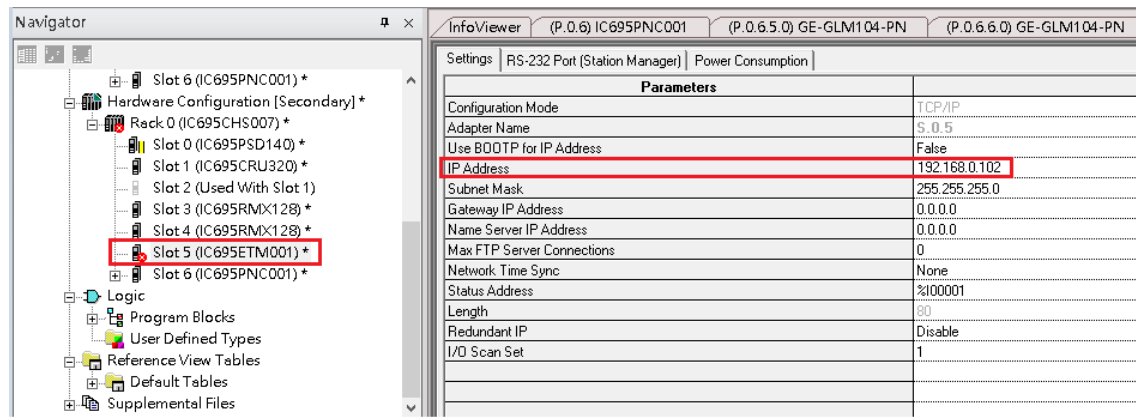 Navigator
Slot 6 (IC695PNC001) *
Hardware Configuration [Secondary] *
Rack 0 (IC695CHS007) *
Slot 0 (IC695PSD140) *
Slot 1 (IC695CRU320) *
Slot 2 (Used With Slot 1)
Slot 3 (IC695RMX128) *
Slot 4 (IC695RMX128) *
Slot 5 (IC695ETM001) *
Slot 6 (IC695PNC001) *
Logic
Program Blocks
User Defined Types
Reference View Tables
Default Tables
Supplemental Files
InfoViewer (P.0.6) IC695PNC001 (P.0.6.5.0) GE-GLM104-PN (P.0.6.6.0) GE-GLM104-PN
Settings RS-232 Port (Station Manager) Power Consumption
Parameters
Configuration Mode TCP/IP
Adapter Name S.0.5
Use BOOTP for IP Address False
IP Address 192.168.0.102
Subnet Mask 255.255.255.0
Gateway IP Address 0.0.0.0
Name Server IP Address 0.0.0.0
Max FTP Server Connections 0
Network Time Sync None
Status Address %I00001
Length 80
Redundant IP Disable
I/O Scan Set 1